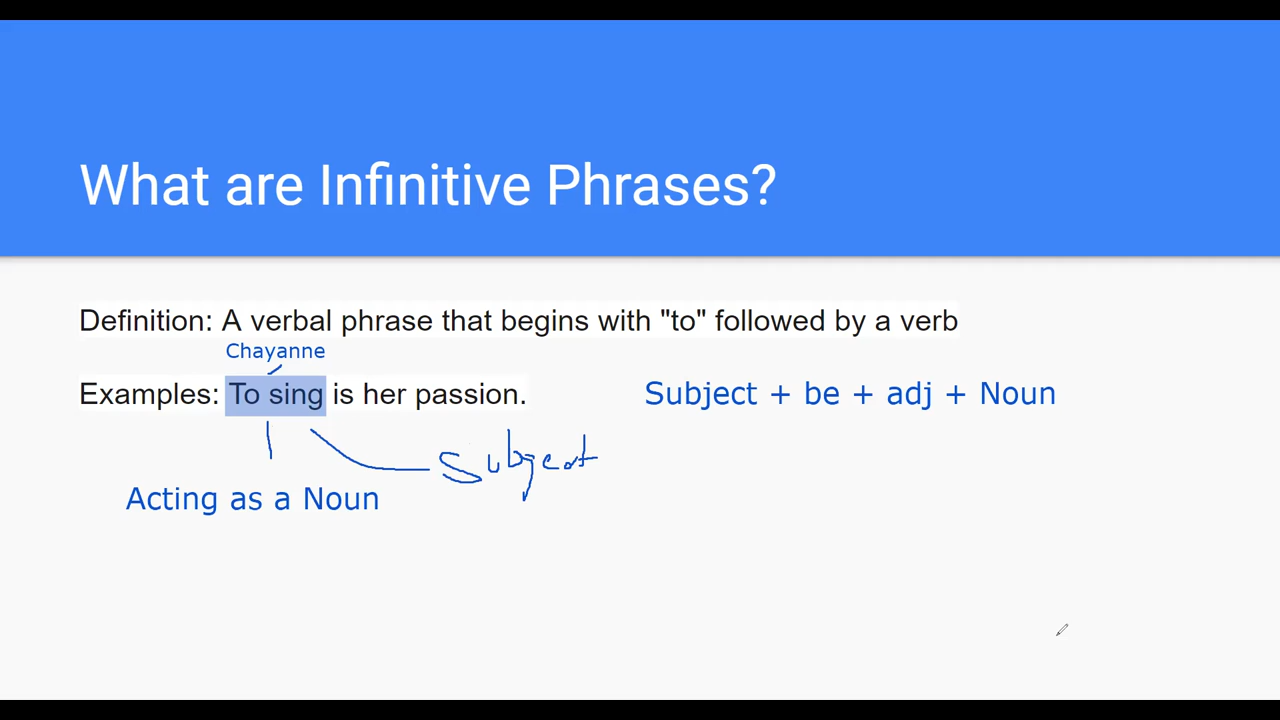 What are Infinitive Phrases?
Definition: A verbal phrase that begins with "to" followed by a verb
Chayanne
Examples: To sing is her passion.
Subject + be + adj + Noun
Subject
Acting as a Noun